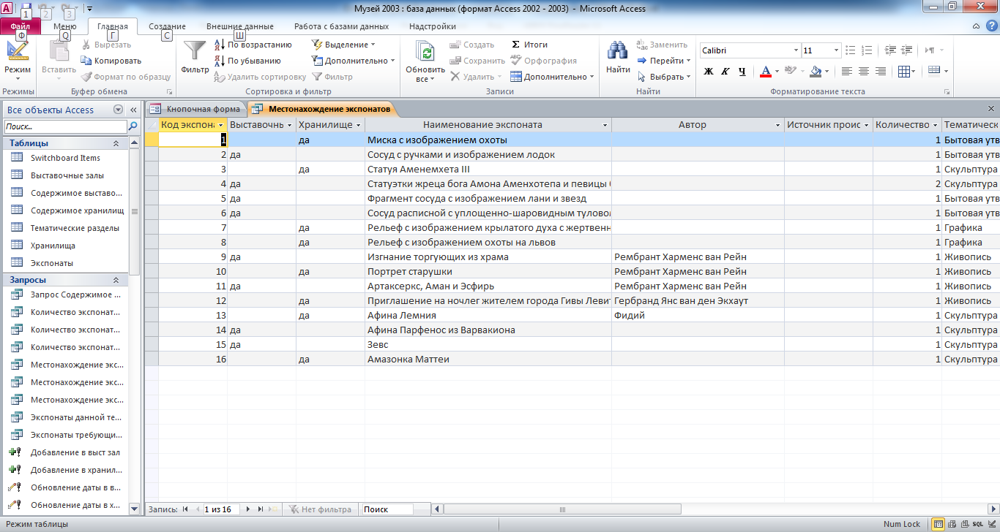 Музей 2003 : база данных (формат Access 2002 - 2003) - Microsoft Access
1 2 3
Файл Меню Главная Создание Внешние данные Работа с базами данных Надстройки
Ф Q Г С Ш
Режим
Режимы
Вставить
Вырезать
Копировать
Формат по образцу
Буфер обмена
Фильтр
По возрастанию
По убыванию
Удалить сортировку
Выделение
Дополнительно
Фильтр
Сортировка и фильтр
Обновить все
Создать
Сохранить
Удалить
Итоги
Орфография
Дополнительно
Записи
Найти
Заменить
Перейти
Выбрать
Найти
Calibri 11
Ж К Ч А
Форматирование текста
Все объекты Access
Поиск...
Таблицы
Switchboard Items
Выставочные залы
Содержимое выставо...
Содержимое хранилищ
Тематические разделы
Хранилища
Экспонаты
Запросы
Запрос Содержимое ...
Количество экспонат...
Количество экспонат...
Количество экспонат...
Местонахождение экс...
Местонахождение экс...
Местонахождение экс...
Экспонаты данной те...
Экспонаты требующи...
Добавление в выст зал
Добавление в хранил...
Обновление даты в в...
Обновление даты в х...
Кнопочная форма Местонахождение экспонатов
Код экспона Выставочнь Хранилище Наименование экспоната Автор Источник проис Количество Тематическ
1 да Миска с изображением охоты 1 Бытовая утв
2 да Сосуд с ручками и изображением лодок 1 Бытовая утв
3 да Статуя Аменемхета III 1 Скульптура
4 да Статуэтки жреца бога Амона Аменхотепа и певицы 2 Скульптура
5 да Фрагмент сосуда с изображением лани и звезд 1 Бытовая утв
6 да Сосуд расписной с уплощенно-шаровидным тулово 1 Бытовая утв
7 да Рельеф с изображением крылатого духа с жертвенн 1 Графика
8 да Рельеф с изображением охоты на львов 1 Графика
9 да Изгнание торгующих из храма Рембрант Харменс ван Рейн 1 Живопись
10 да Портрет старушки Рембрант Харменс ван Рейн 1 Живопись
11 да Артаксеркс, Аман и Эсфирь Рембрант Харменс ван Рейн 1 Живопись
12 да Приглашение на ночлег жителем города Гивы Леви Гербранд Янс ван ден Экхаут 1 Живопись
13 да Афина Лемния Фидий 1 Скульптура
14 да Афина Парфенос из Варвакиона 1 Скульптура
15 да Зевс 1 Скульптура
16 да Амазонка Маттеи 1 Скульптура
Запись: 1 из 16 Нет фильтра Поиск
Режим таблицы Num Lock SQL